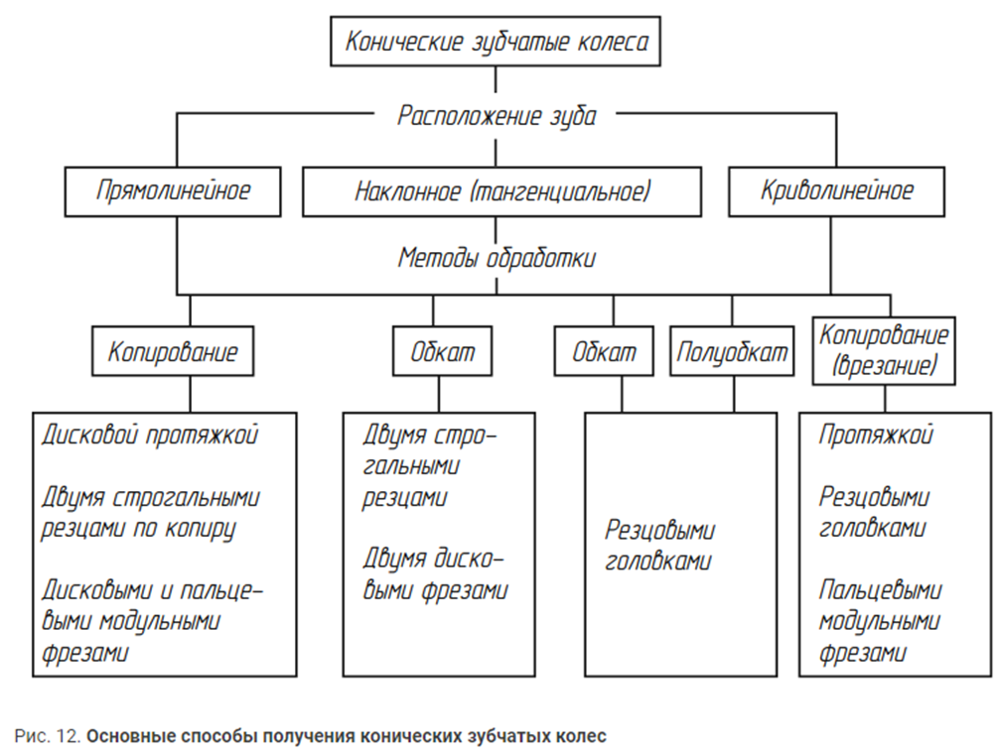 Конические зубчатые колеса
Расположение зуба
Прямолинейное
Наклонное (тангенциальное)
Криволинейное
Методы обработки
Копирование
Обкат
Обкат
Полуобкат
Копирование
(врезание)
Дисковой протяжкой
Двумя строгальными
резцами по копиру
Дисковыми и пальце-
выми модульными
фрезами
Двумя стро-
гальными
резцами
Двумя диско-
выми фрезами
Резцовыми
головками
Протяжкой
Резцовыми
головками
Пальцевыми
модульными
фрезами
Рис. 12. Основные способы получения конических зубчатых колес